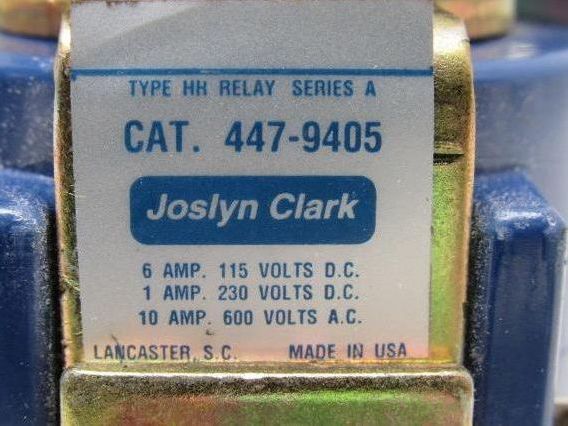 TYPE HH RELAY SERIES A
CAT. 447-9405
Joslyn Clark
6 AMP. 115 VOLTS D.C.
1 AMP. 230 VOLTS D.C.
10 AMP. 600 VOLTS A.C.
LANCASTER, S.C. MADE IN USA